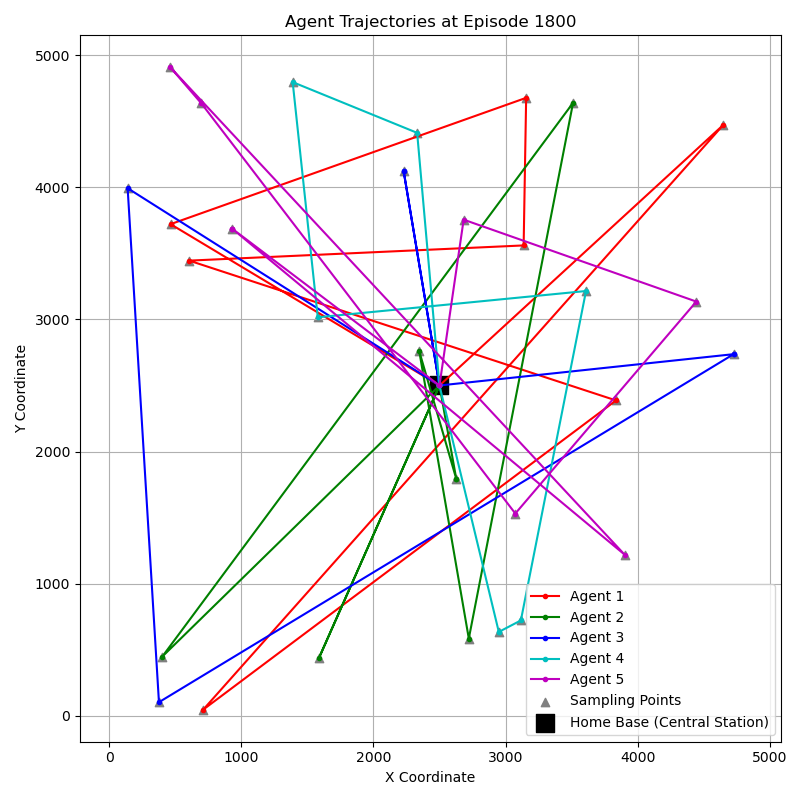 Agent Trajectories at Episode 1800
5000
4000
3000
2000
1000
0
Y Coordinate
0
1000
2000
3000
4000
5000
X Coordinate
Agent 1
Agent 2
Agent 3
Agent 4
Agent 5
Sampling Points
Home Base (Central Station)